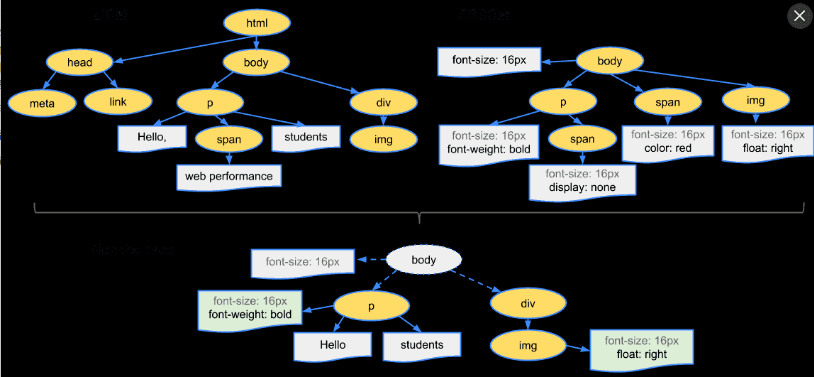 html
head
body
meta
link
p
div
Hello,
span
students
img
web performance
font-size: 16px
body
p
span
img
font-size: 16px
font-weight: bold
span
font-size: 16px
color: red
font-size: 16px
float: right
font-size: 16px
display: none
font-size: 16px
body
font-size: 16px
font-weight: bold
p
div
Hello
students
img
font-size: 16px
float: right